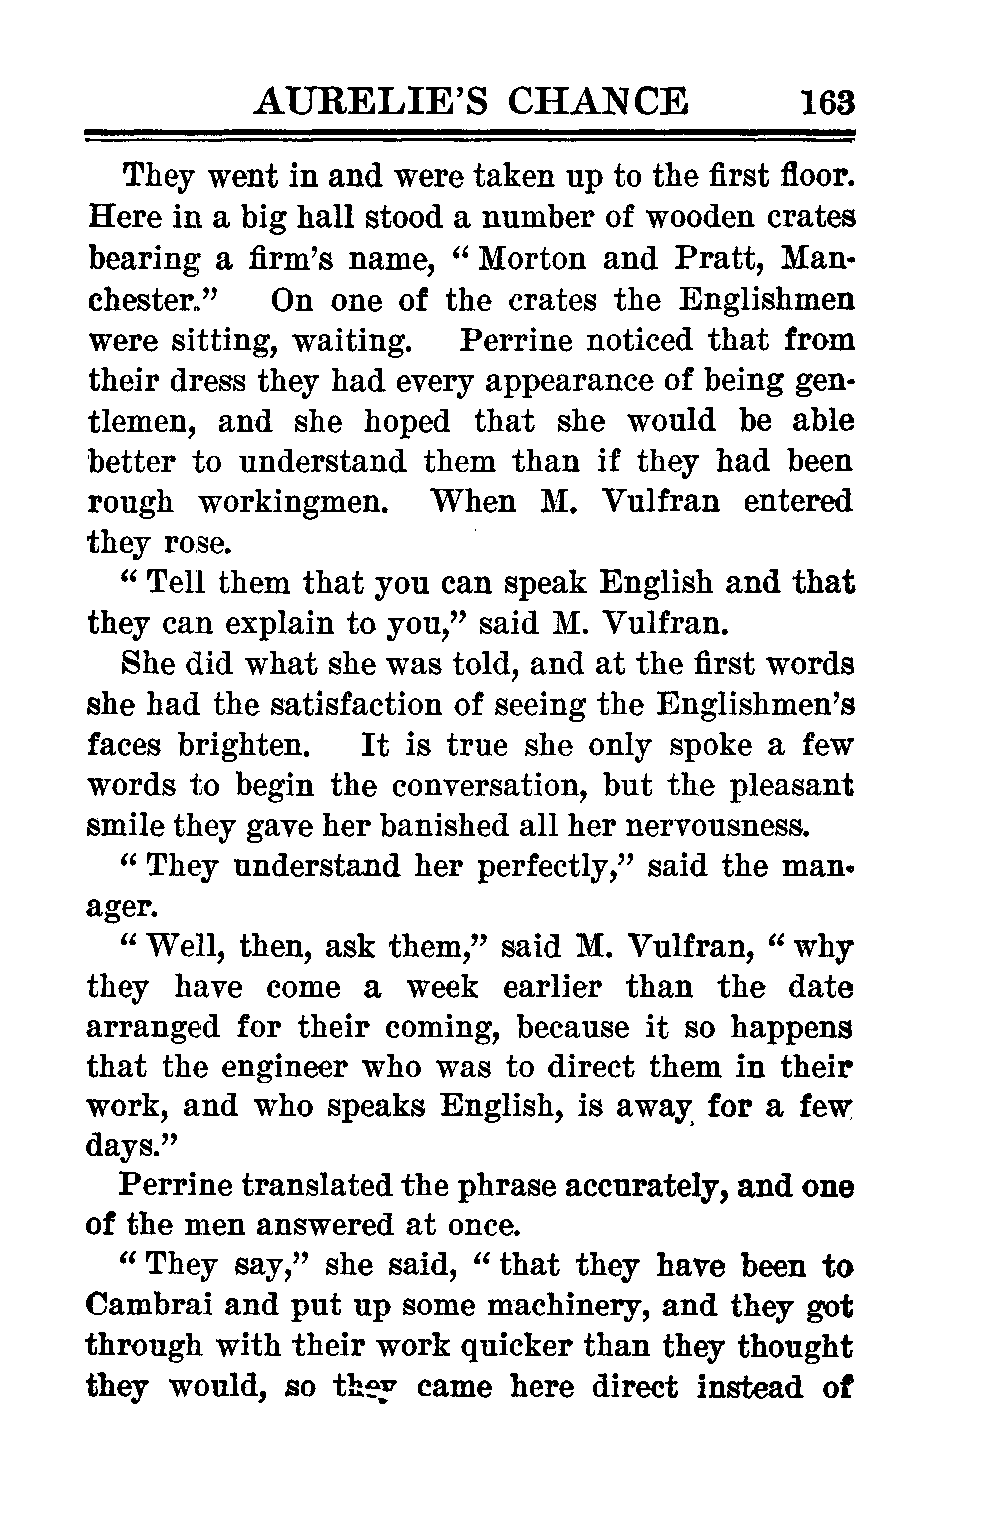 AURELIE'S CHANCE 163
They went in and were taken up to the first floor.
Here in a big hall stood a number of wooden crates
bearing a firm's name, “ Morton and Pratt, Man-
chester.” On one of the crates the Englishmen
were sitting, waiting. Perrine noticed that from
their dress they had every appearance of being gen-
tlemen, and she hoped that she would be able
better to understand them than if they had been
rough workingmen. When M. Vulfran entered
they rose.
“ Tell them that you can speak English and that
they can explain to you,” said M. Vulfran.
She did what she was told, and at the first words
she had the satisfaction of seeing the Englishmen's
faces brighten. It is true she only spoke a few
words to begin the conversation, but the pleasant
smile they gave her banished all her nervousness.
“ They understand her perfectly,” said the man-
ager.
“ Well, then, ask them,” said M. Vulfran, “ why
they have come a week earlier than the date
arranged for their coming, because it so happens
that the engineer who was to direct them in their
work, and who speaks English, is away for a few
days.”
Perrine translated the phrase accurately, and one
of the men answered at once.
“ They say,” she said, “ that they have been to
Cambrai and put up some machinery, and they got
through with their work quicker than they thought
they would, so they came here direct instead of